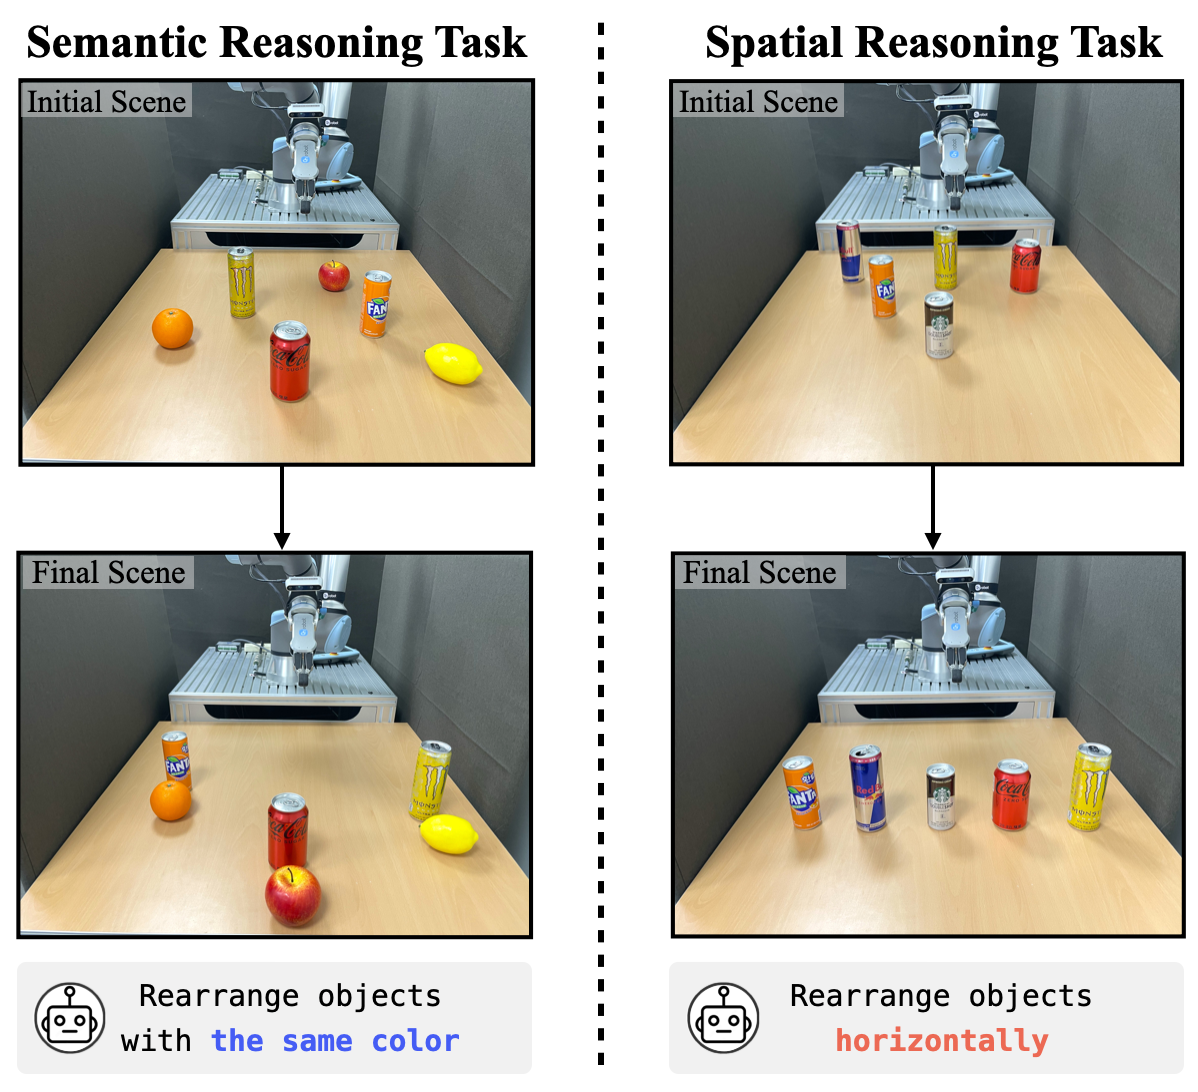 Semantic Reasoning Task
Initial Scene
Final Scene
Rearrange objects
with the same color
Spatial Reasoning Task
Initial Scene
Final Scene
Rearrange objects
horizontally